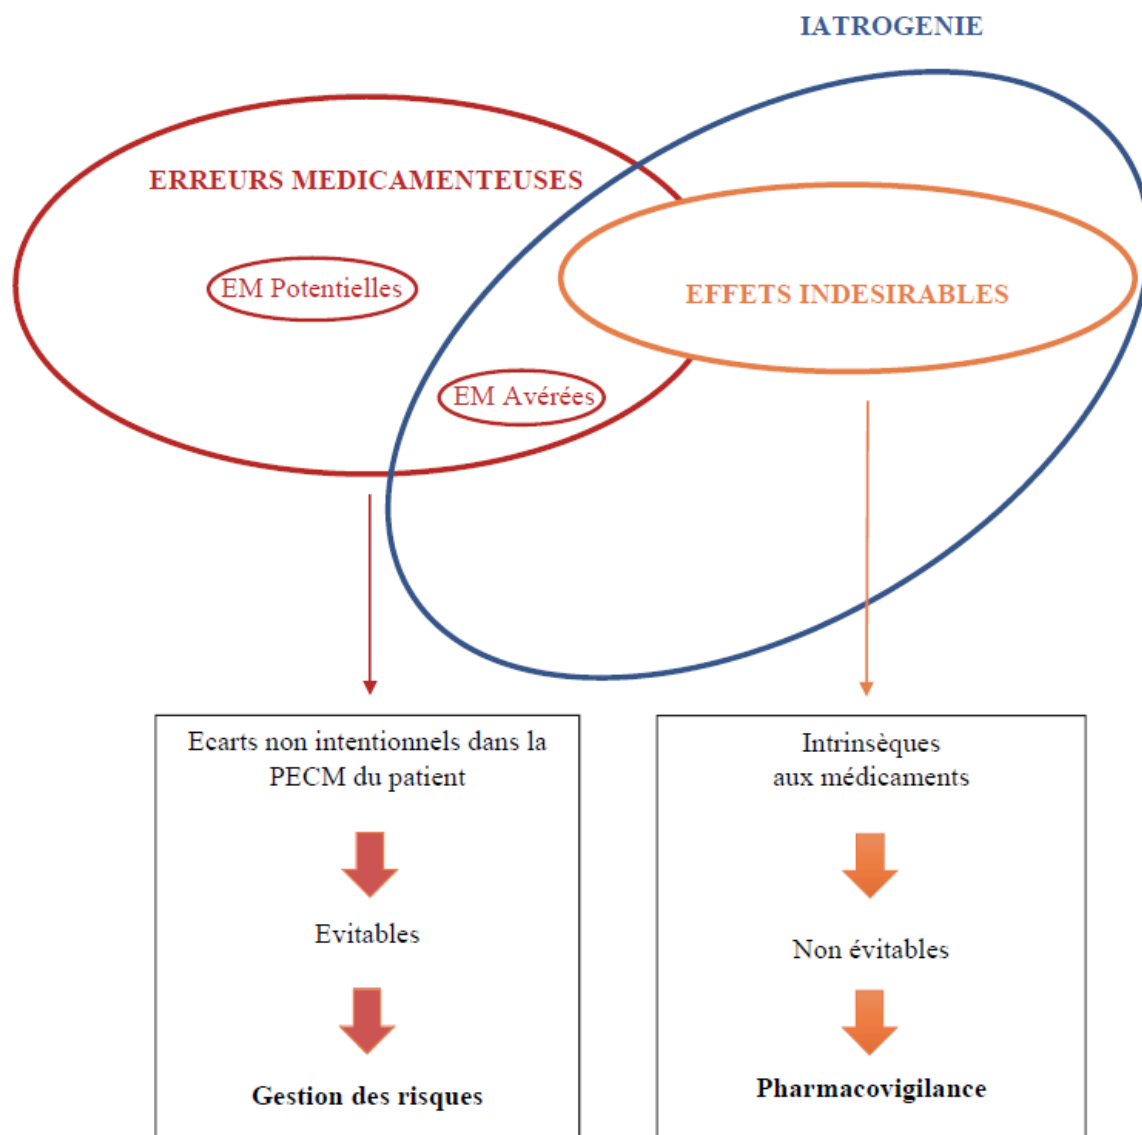 IATROGENIE
ERREURS MEDICAMENTEUSES
EM Potentielles
EFFETS INDESIRABLES
EM Avérées
Ecarts non intentionnels dans la
PECM du patient
Evitables
Gestion des risques
Intrinsèques
aux médicaments
Non évitables
Pharmacovigilance